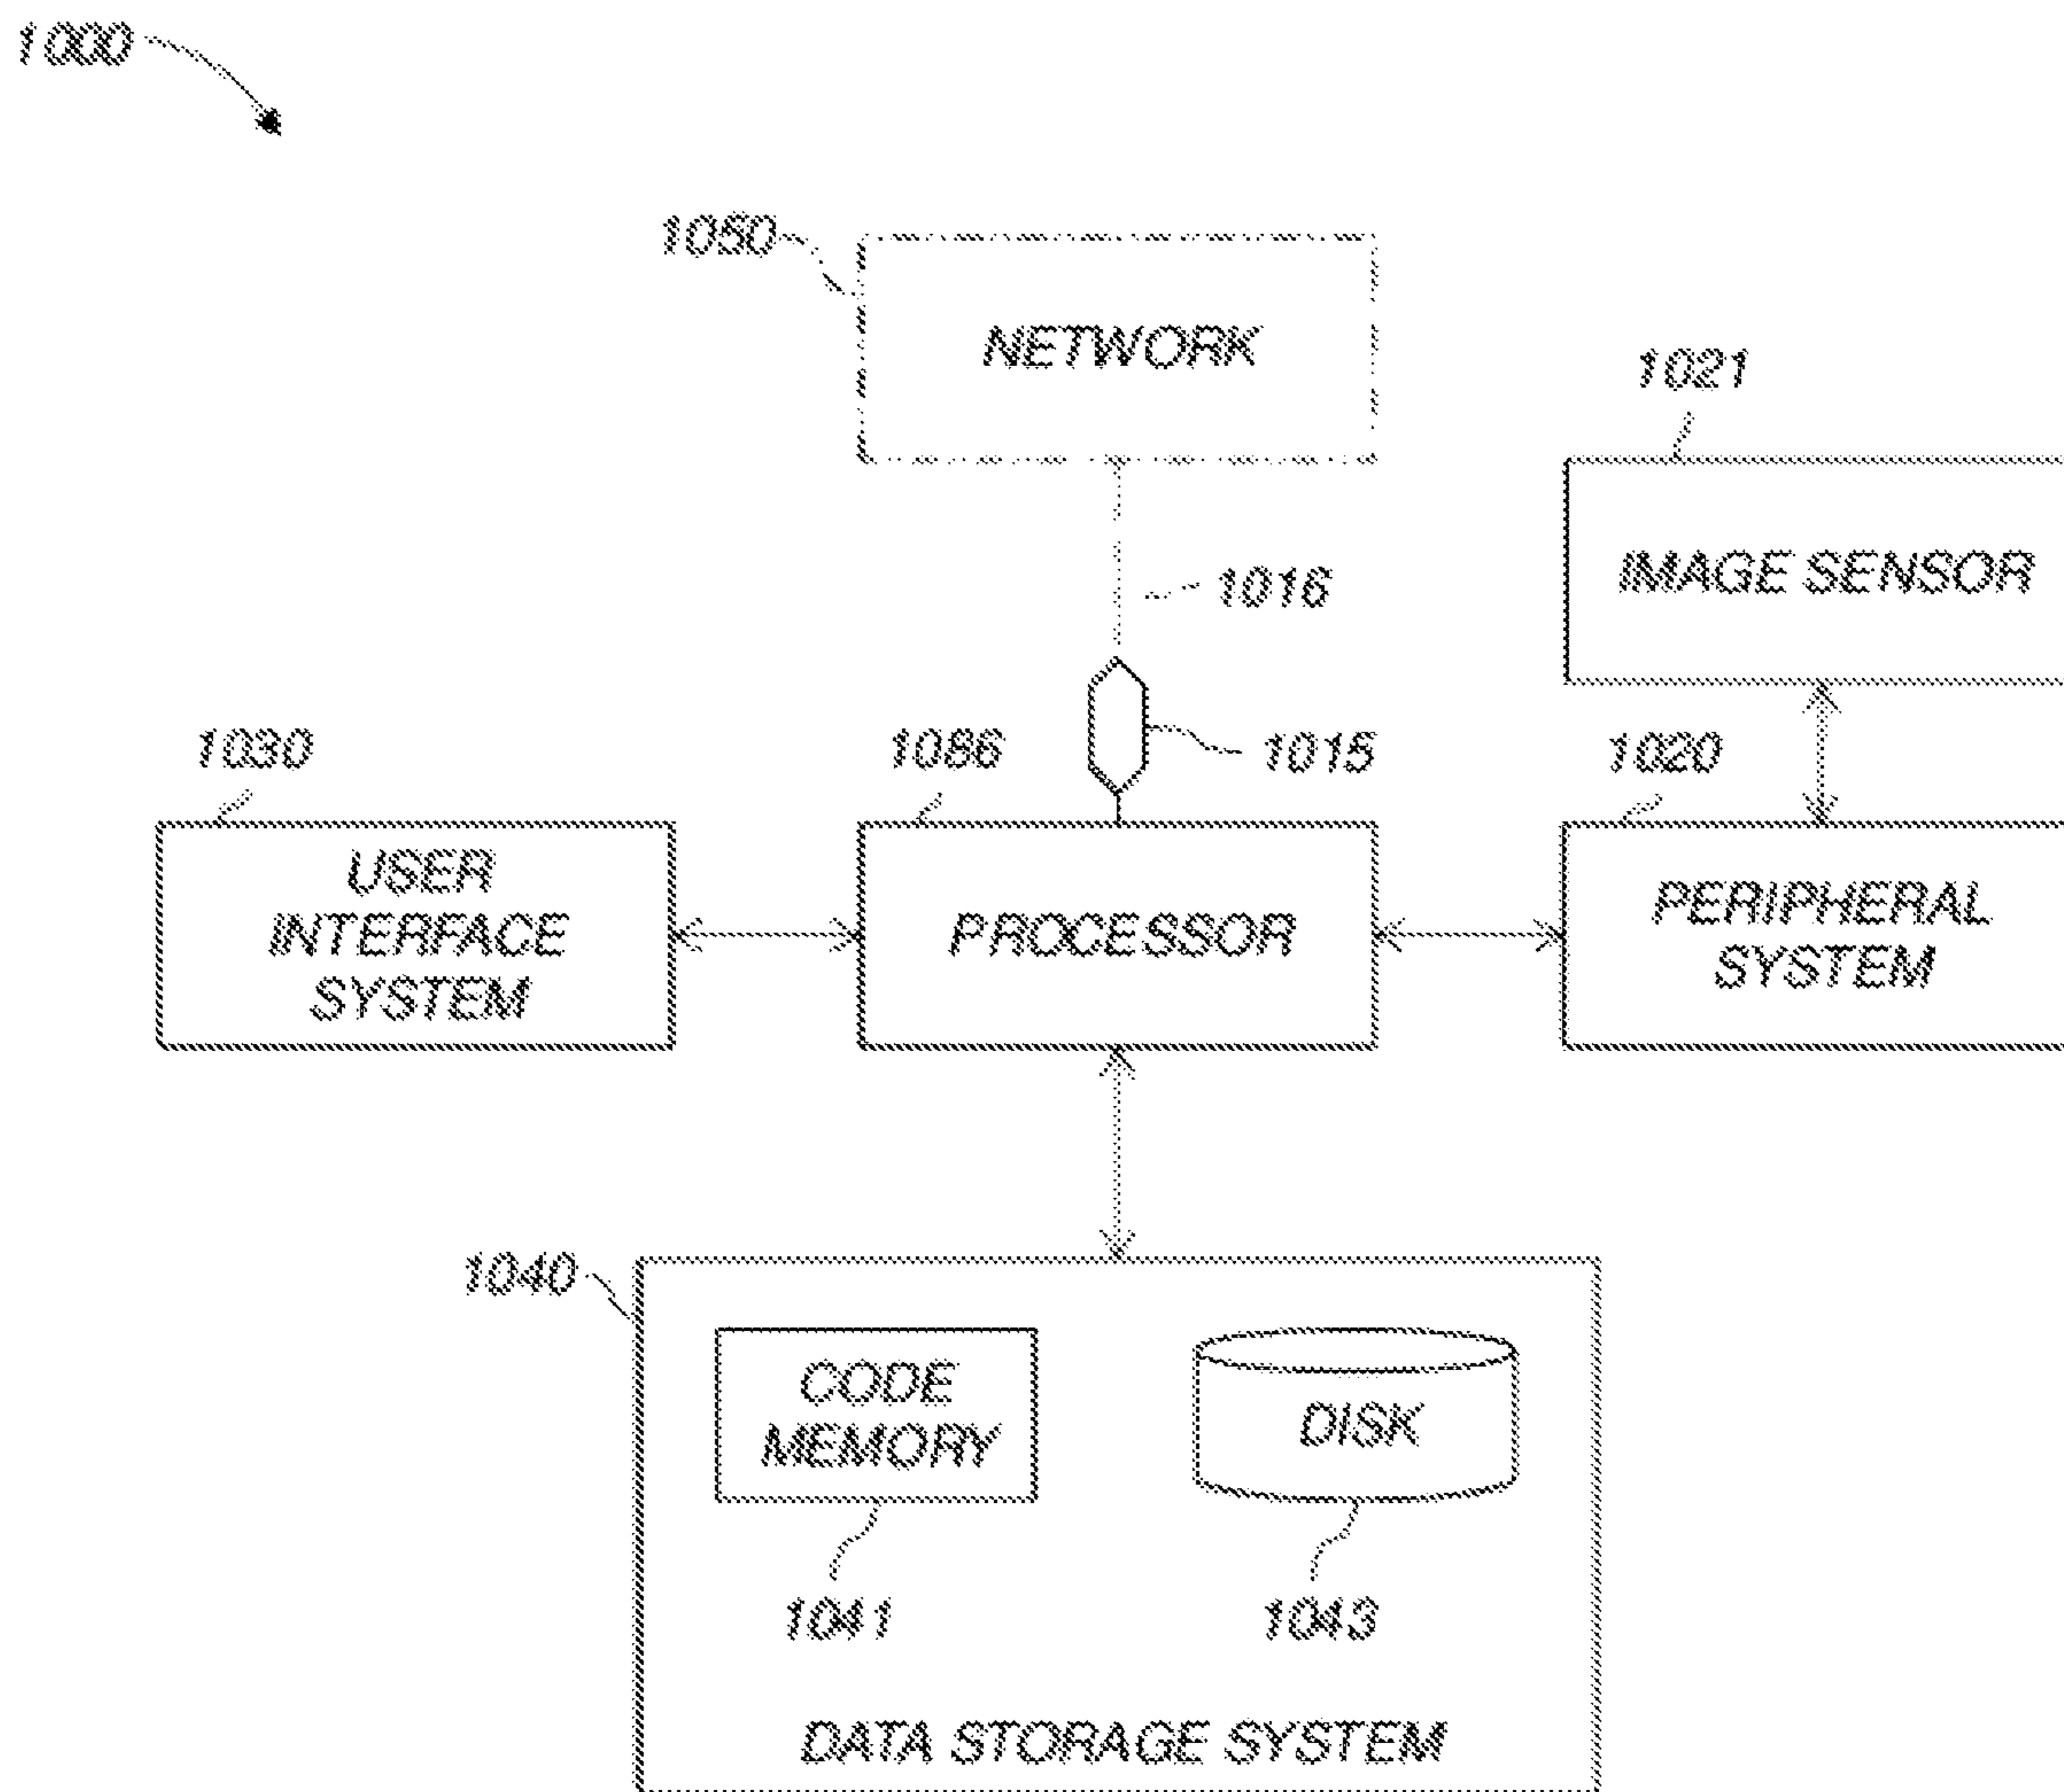 1000
1050
NETWORK
1021
IMAGE SENSOR
1016
1015
1030
1086
1020
USER
INTERFACE
SYSTEM
PROCESSOR
PERIPHERAL
SYSTEM
1040
CODE
MEMORY
DISK
1041
1043
DATA STORAGE SYSTEM